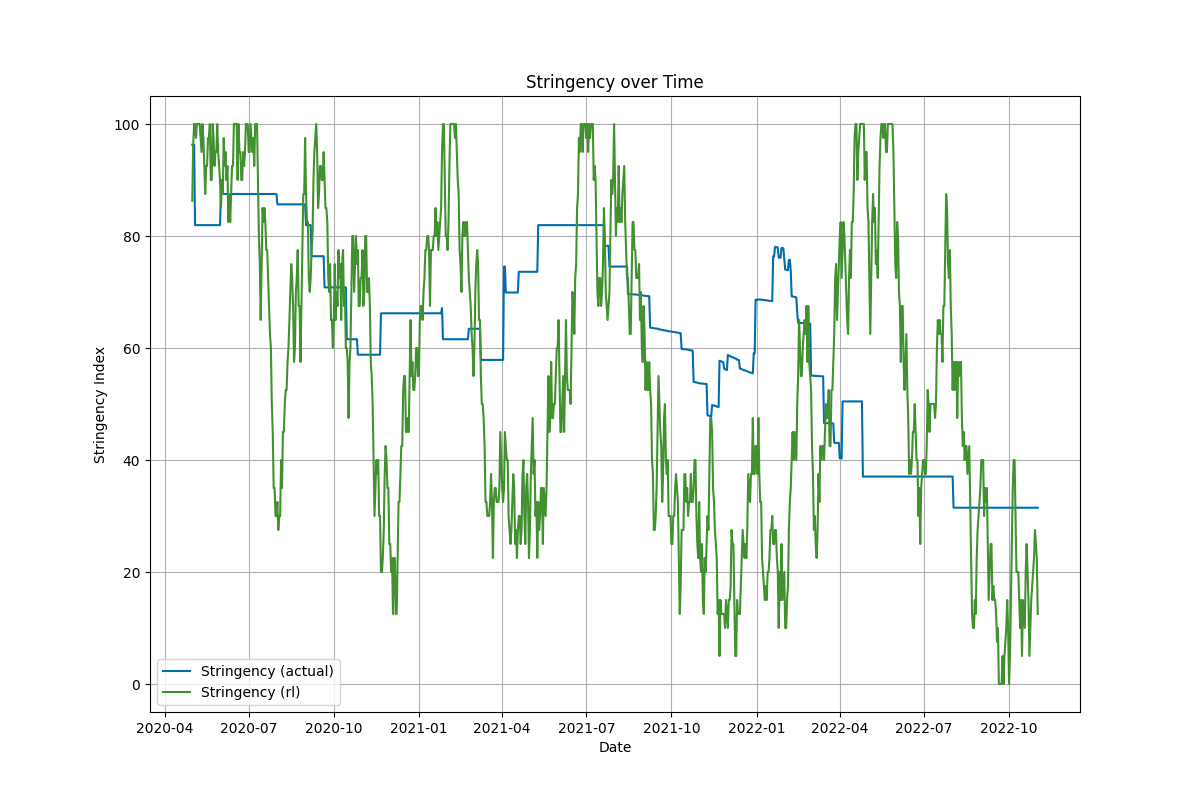 Stringency over Time
Stringency Index
100
80
60
40
20
0
Stringency (actual)
Stringency (rl)
2020-04 2020-07 2020-10 2021-01 2021-04 2021-07 2021-10 2022-01 2022-04 2022-07 2022-10
Date